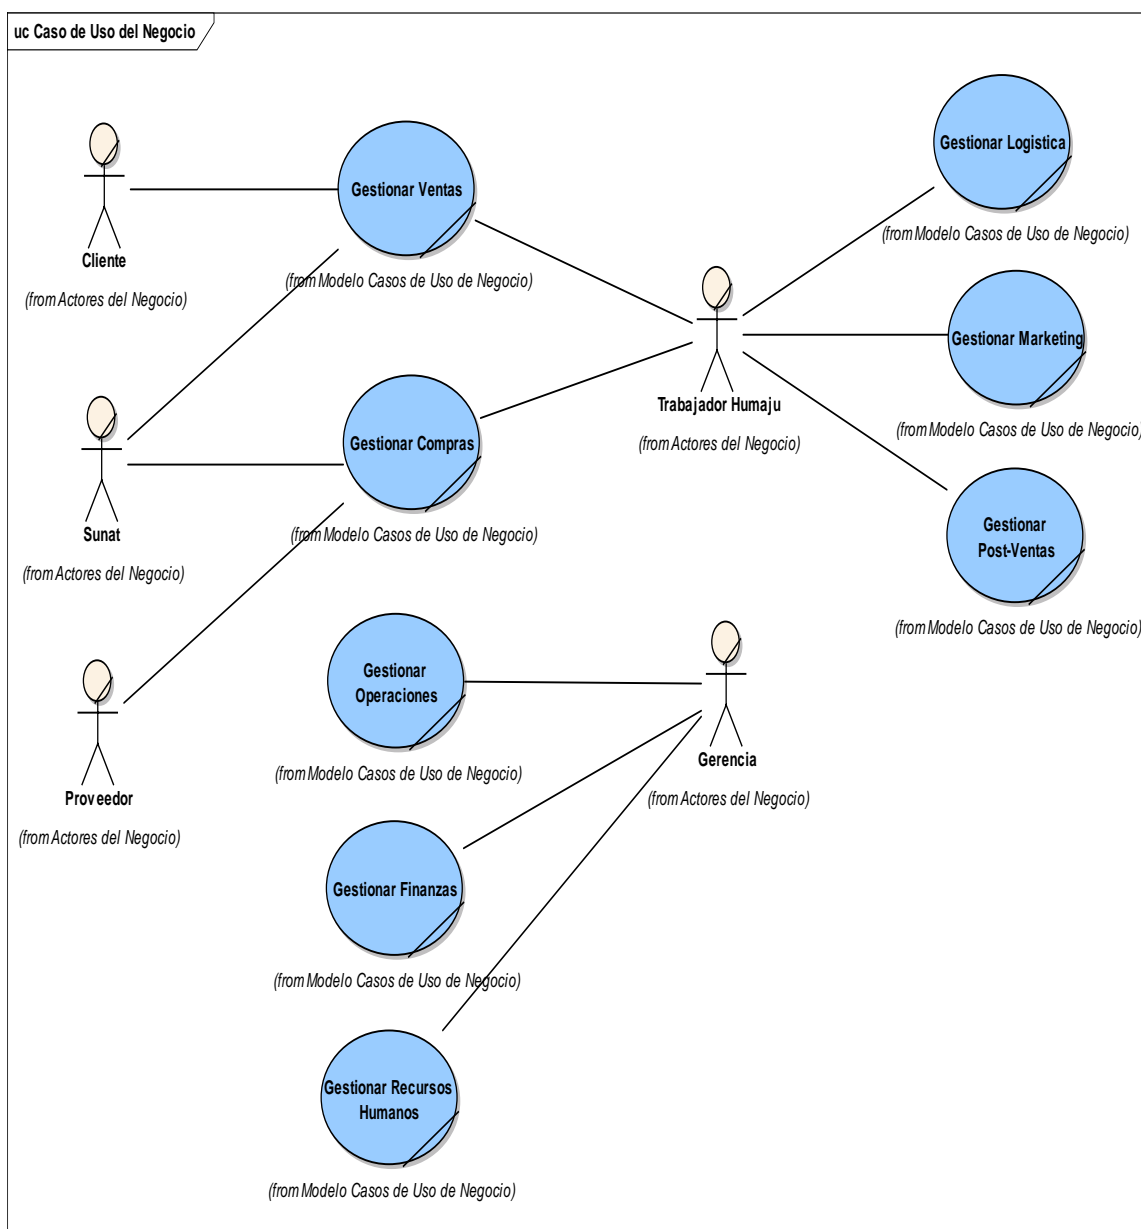 uc Caso de Uso del Negocio
Cliente
(from Actores del Negocio)
Gestionar Ventas
(from Modelo Casos de Uso de Negocio)
Gestionar Logistica
(from Modelo Casos de Uso de Negocio)
Trabajador Humaju
(from Actores del Negocio)
Gestionar Marketing
(from Modelo Casos de Uso de Negocio)
Sunat
(from Actores del Negocio)
Gestionar Compras
(from Modelo Casos de Uso de Negocio)
Gestionar
Post-Ventas
(from Modelo Casos de Uso de Negocio)
Proveedor
(from Actores del Negocio)
Gestionar
Operaciones
(from Modelo Casos de Uso de Negocio)
Gerencia
(from Actores del Negocio)
Gestionar Finanzas
(from Modelo Casos de Uso de Negocio)
Gestionar Recursos
Humanos
(from Modelo Casos de Uso de Negocio)